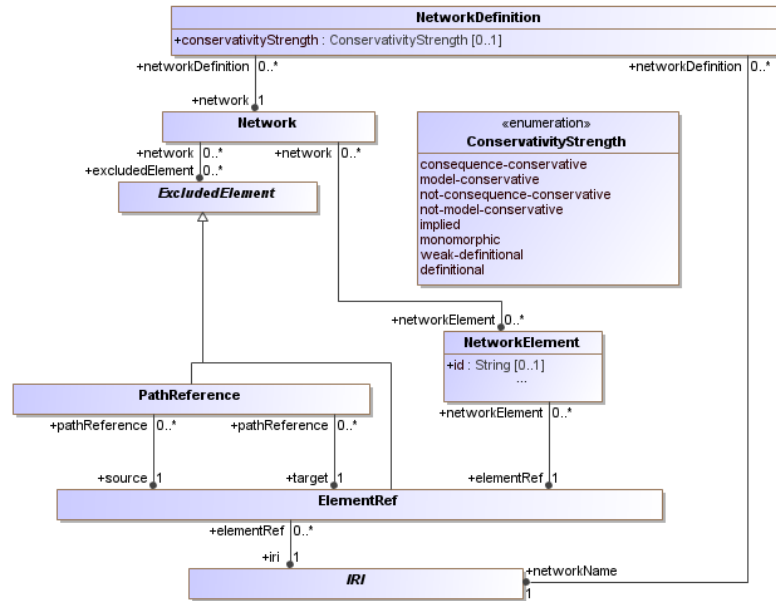 NetworkDefinition
+conservativityStrength : ConservativityStrength [0..1]
+networkDefinition 0..*
+networkDefinition 0..*
+network 1
Network
+network 0..*
+excludedElement 0..*
+network
ExcludedElement
«enumeration»
ConservativityStrength
consequence-conservative
model-conservative
not-consequence-conservative
not-model-conservative
implied
monomorphic
weak-definitional
definitional
+networkElement 0..*
NetworkElement
+id : String [0..1]
...
+networkElement 0..*
PathReference
+pathReference 0..*
+pathReference 0..*
+source 1
+target 1
+elementRef 1
ElementRef
+elementRef 0..*
+iri 1
IRI
+networkName
1